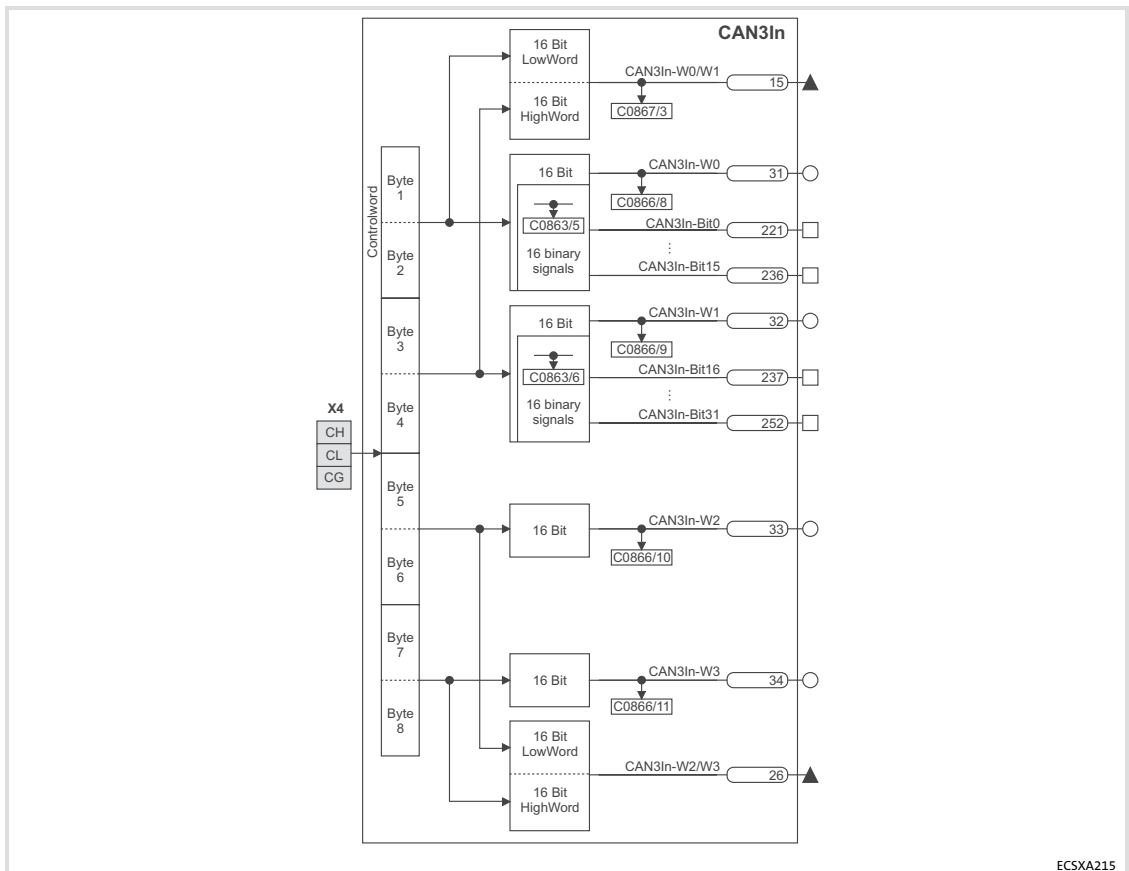 CAN3In
16 Bit
LowWord
16 Bit
HighWord
CAN3In-W0/W1
15
C0867/3
Controlword
Byte
1
Byte
2
16 Bit
C0863/5
16 binary
signals
CAN3In-W0
31
C0866/8
CAN3In-Bit0
221
⋮
CAN3In-Bit15
236
Byte
3
Byte
4
16 Bit
C0863/6
16 binary
signals
CAN3In-W1
32
C0866/9
CAN3In-Bit16
237
⋮
CAN3In-Bit31
252
X4
CH
CL
CG
Byte
5
Byte
6
16 Bit
CAN3In-W2
33
C0866/10
Byte
7
Byte
8
16 Bit
CAN3In-W3
34
C0866/11
16 Bit
LowWord
16 Bit
HighWord
CAN3In-W2/W3
26
ECSXA215